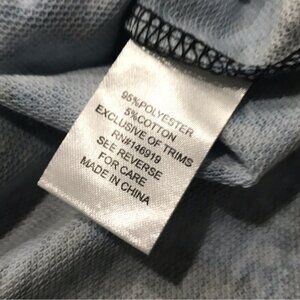 95%POLYESTER
5%COTTON
EXCLUSIVE OF TRIMS
RN#146919
SEE REVERSE
FOR CARE
MADE IN CHINA